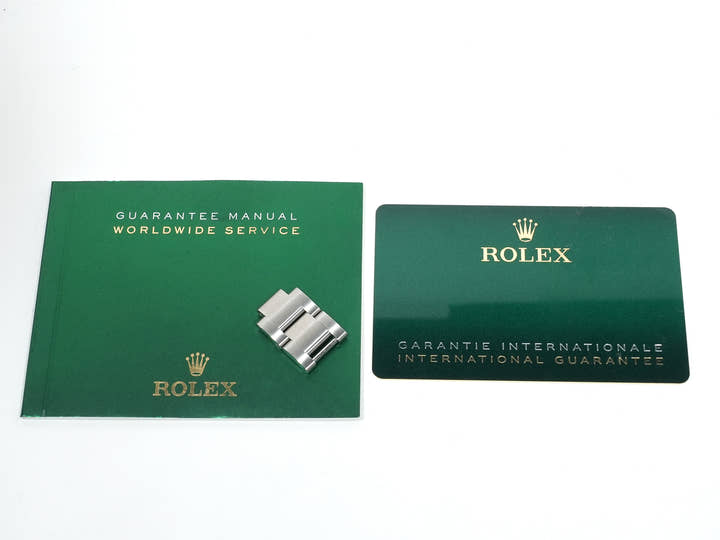 GUARANTEE MANUAL
WORLDWIDE SERVICE
ROLEX
ROLEX
GARANTIE INTERNATIONALE
INTERNATIONAL GUARANTEE